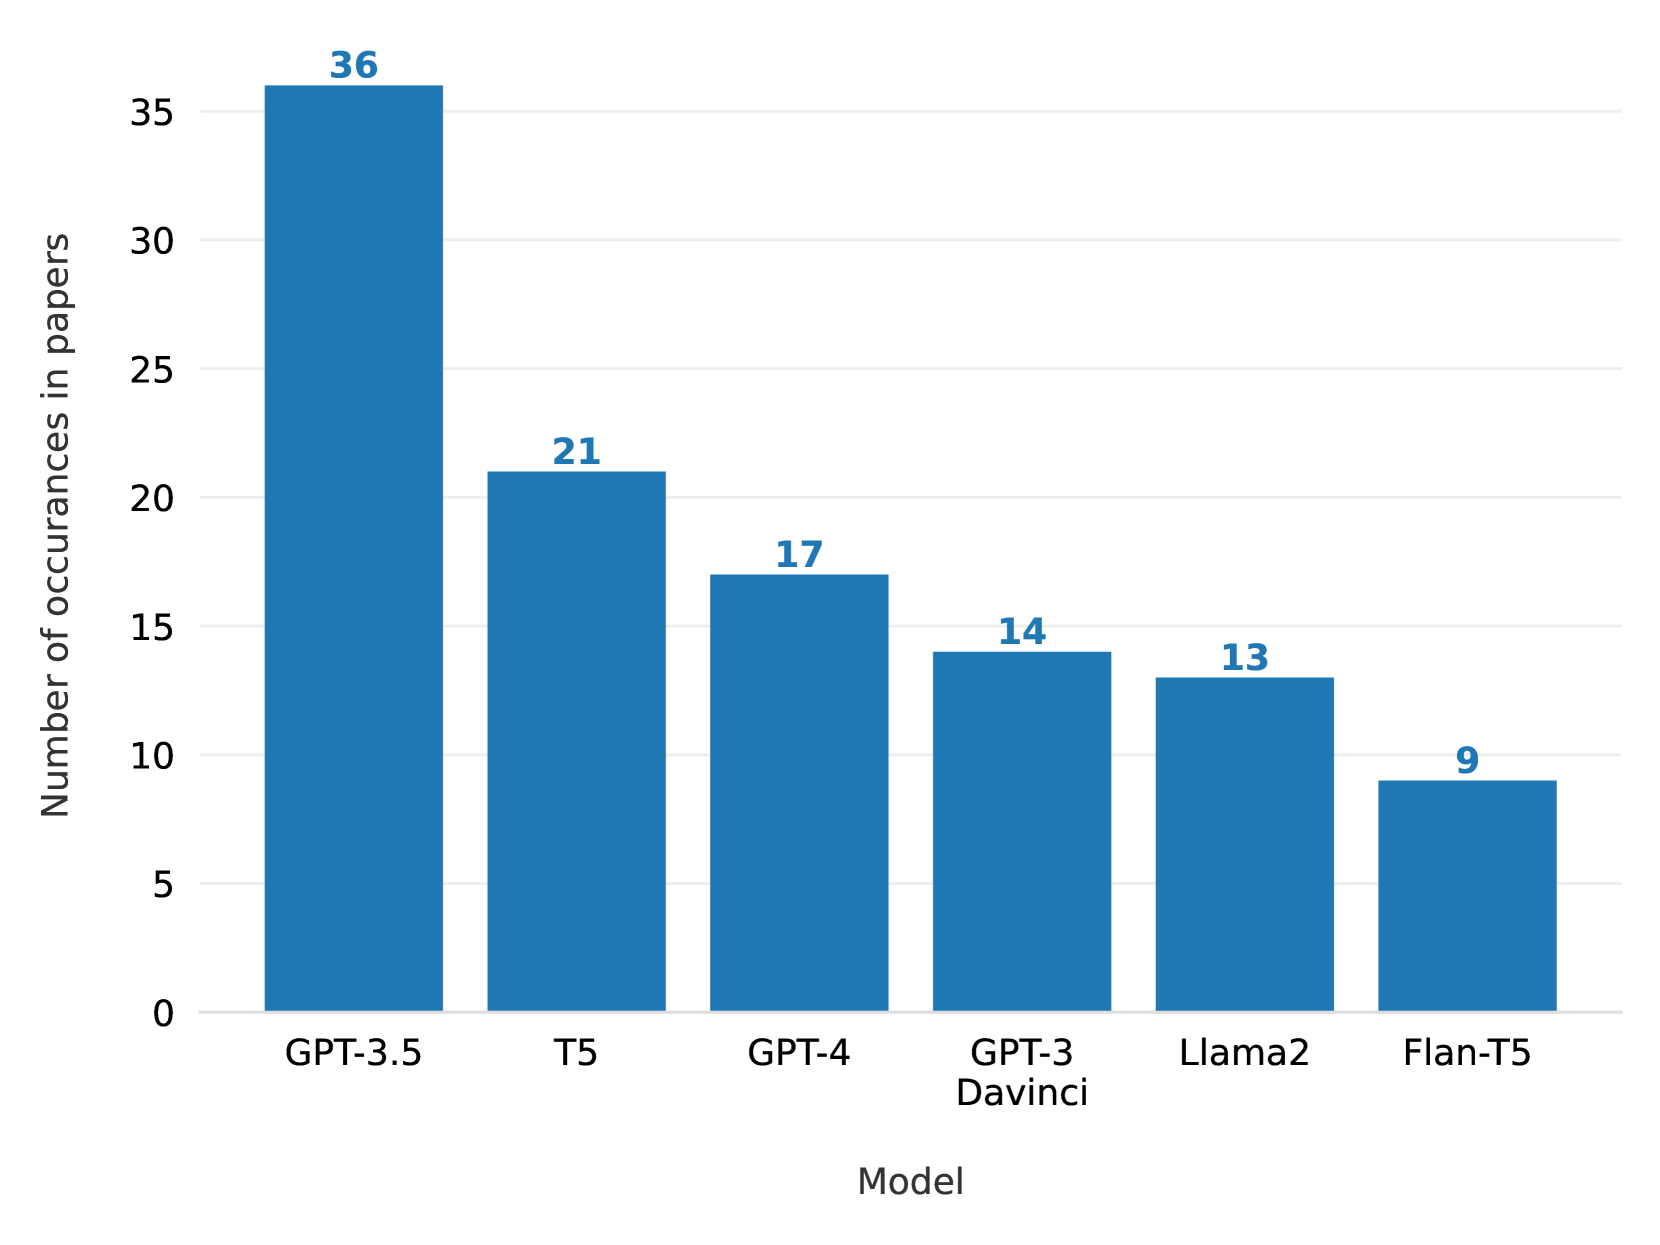 36
35
30
25
21
20
17
15
14
13
10
9
5
0
Number of occurances in papers
GPT-3.5
T5
GPT-4
GPT-3
Davinci
Llama2
Flan-T5
Model